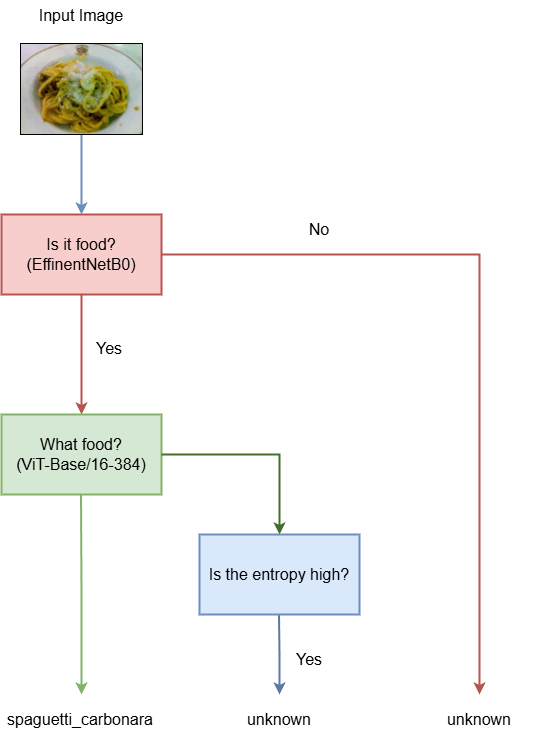 Input Image
Is it food?
(EffinentNetB0)
No
Yes
What food?
(ViT-Base/16-384)
Is the entropy high?
Yes
spaguetti_carbonara
unknown
unknown